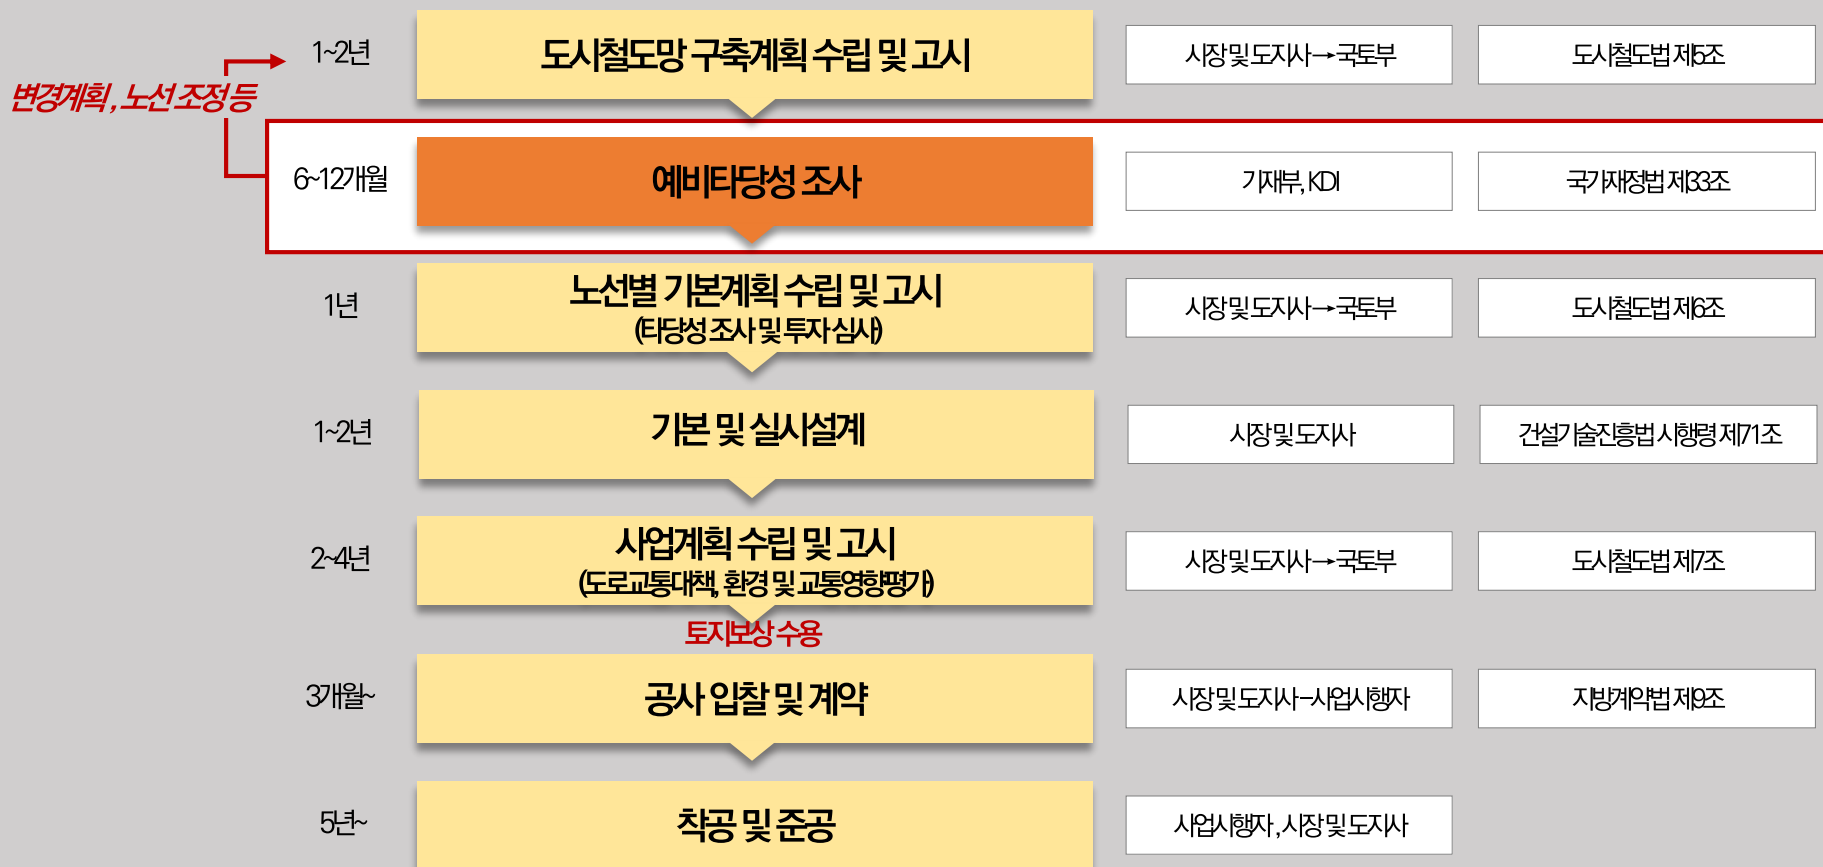 1~2년
도시철도망 구축계획 수립 및 고시
시장 및 도지사→국토부
도시철도법 제5조
변경계획, 노선 조정 등
6~12개월
예비타당성 조사
기재부, KDI
국가재정법 제33조
1년
노선별 기본계획 수립 및 고시
(타당성 조사 및 투자 심사)
시장 및 도지사→국토부
도시철도법 제6조
1~2년
기본 및 실시설계
시장 및 도지사
건설기술진흥법 시행령 제71조
2~4년
사업계획 수립 및 고시
(도로교통대책, 환경 및 교통영향평가)
시장 및 도지사→국토부
도시철도법 제7조
토지보상 수용
3개월~
공사 입찰 및 계약
시장 및 도지사–사업시행자
지방계약법 제9조
5년~
착공 및 준공
사업시행자, 시장 및 도지사